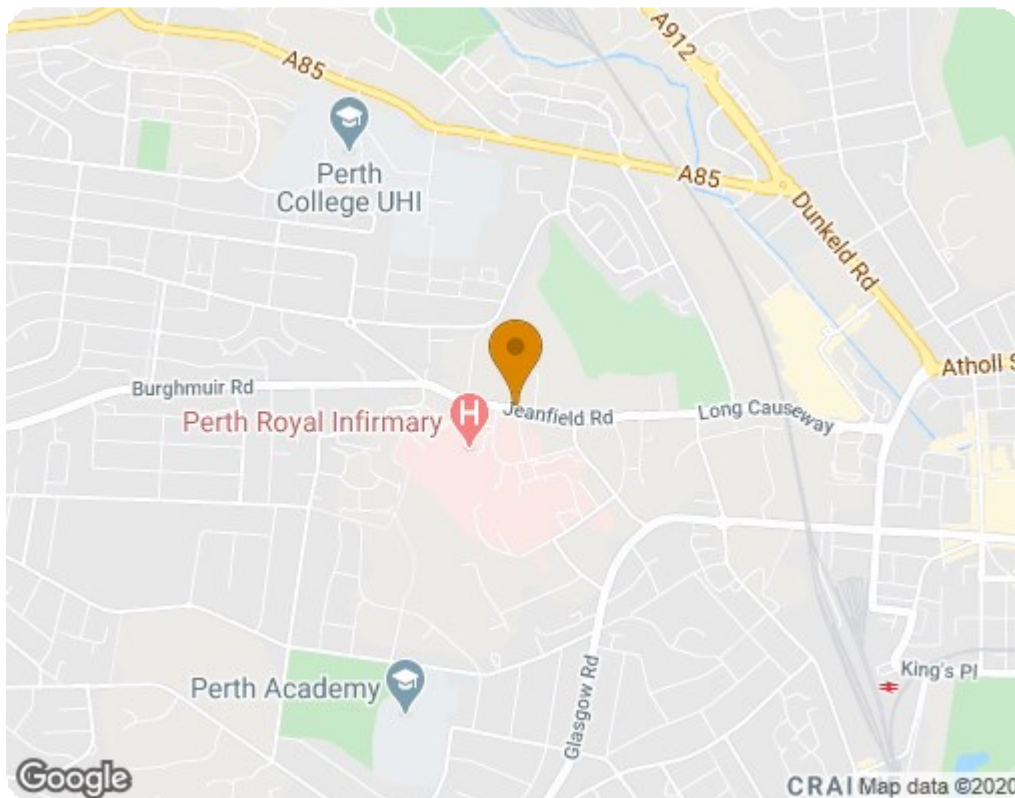 A912
A85
Perth
College UHI
A85
Dunkeld Rd
Atholl S
Burghmuir Rd
Jeanfield Rd
Long Causeway
Perth Royal Infirmary
H
Glasgow Rd
King's Pl
Perth Academy
Google
CRAI
Map data ©2020